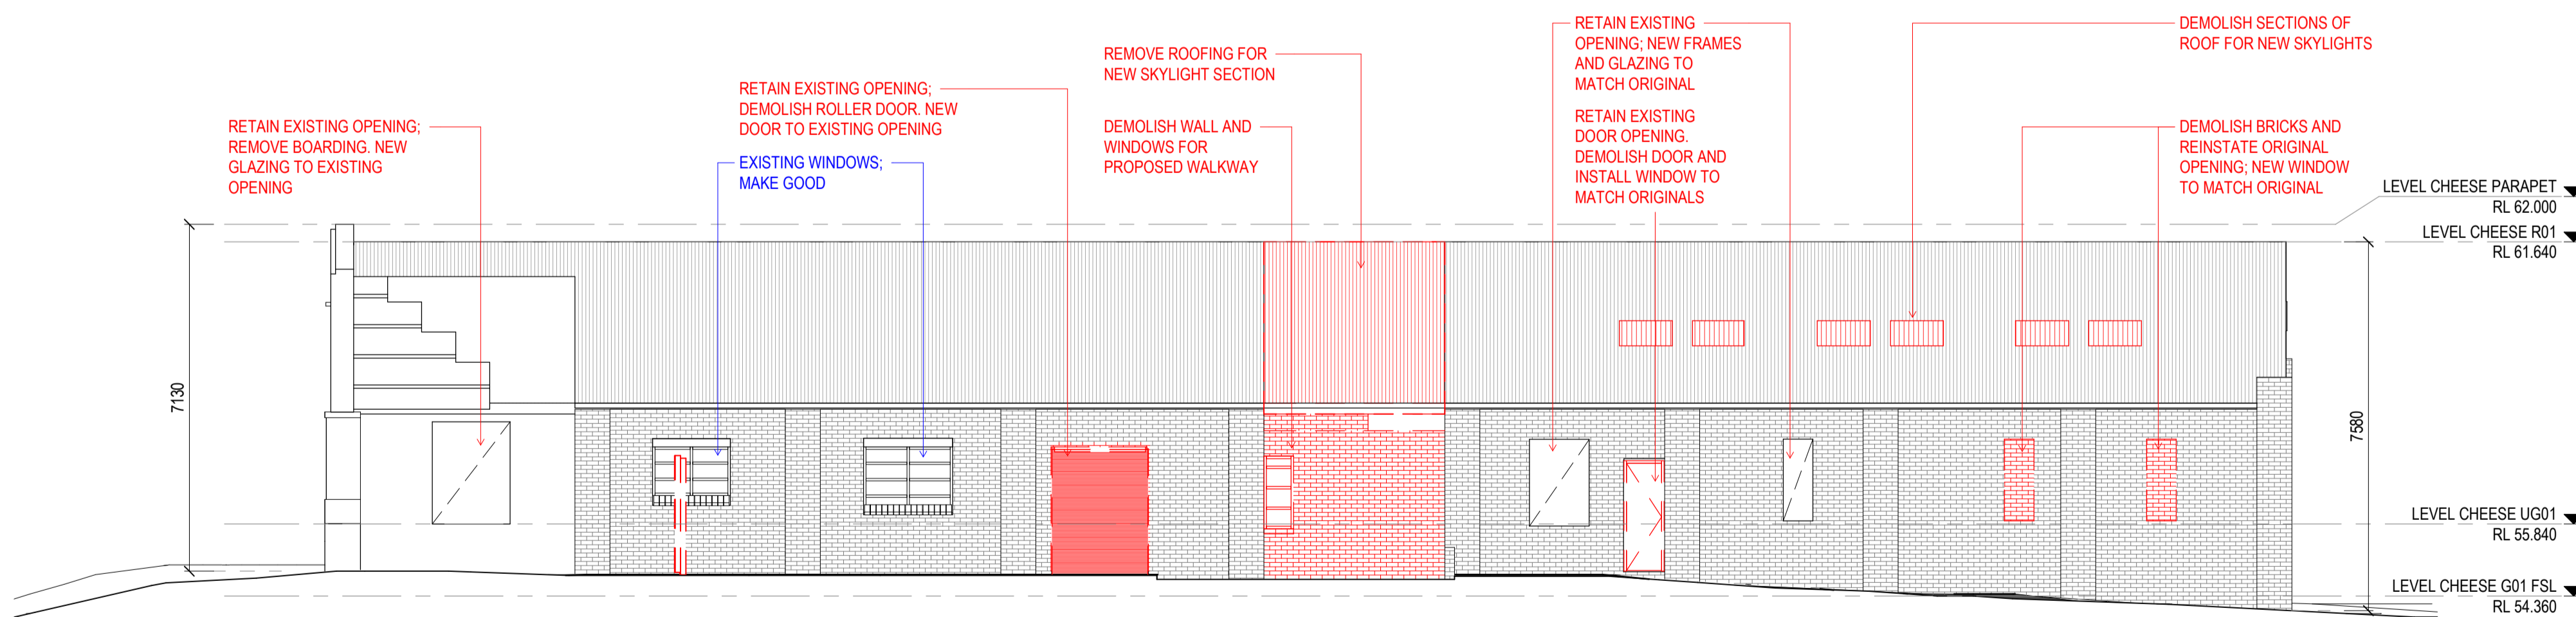 RETAIN EXISTING OPENING;
REMOVE BOARDING. NEW
GLAZING TO EXISTING
OPENING
RETAIN EXISTING OPENING;
DEMOLISH ROLLER DOOR. NEW
DOOR TO EXISTING OPENING
EXISTING WINDOWS;
MAKE GOOD
REMOVE ROOFING FOR
NEW SKYLIGHT SECTION
DEMOLISH WALL AND
WINDOWS FOR
PROPOSED WALKWAY
RETAIN EXISTING
OPENING; NEW FRAMES
AND GLAZING TO
MATCH ORIGINAL
RETAIN EXISTING
DOOR OPENING.
DEMOLISH DOOR AND
INSTALL WINDOW TO
MATCH ORIGINALS
DEMOLISH SECTIONS OF
ROOF FOR NEW SKYLIGHTS
DEMOLISH BRICKS AND
REINSTATE ORIGINAL
OPENING; NEW WINDOW
TO MATCH ORIGINAL
LEVEL CHEESE PARAPET
RL 62.000
LEVEL CHEESE R01
RL 61.640
7130
7580
LEVEL CHEESE UG01
RL 55.840
LEVEL CHEESE G01 FSL
RL 54.360